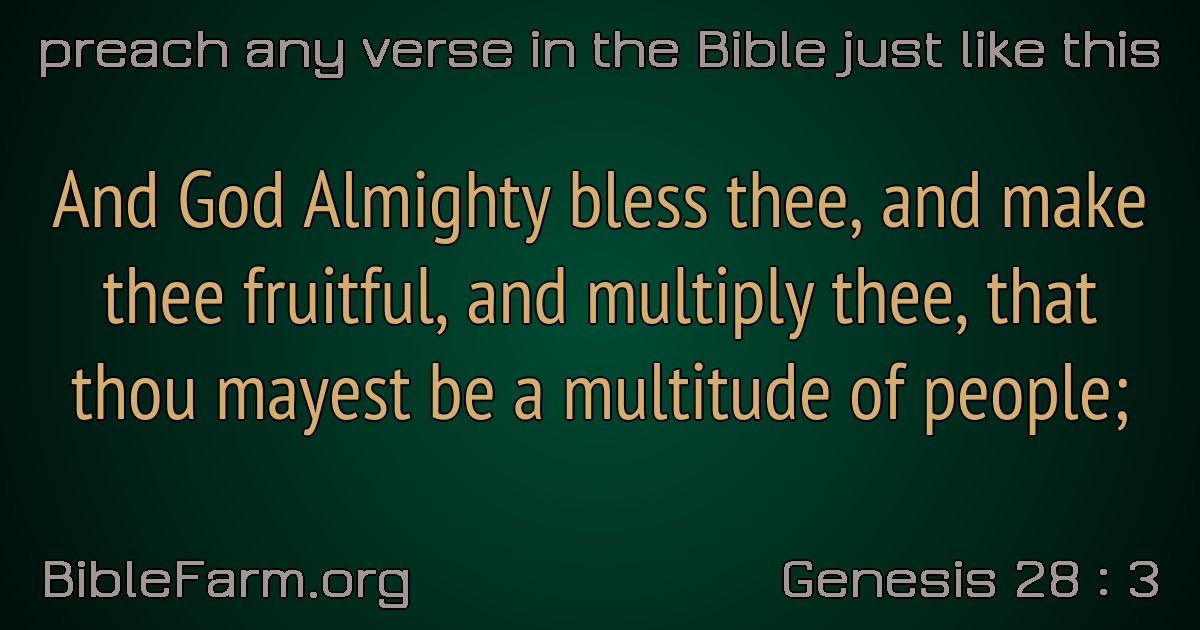 preach any verse in the Bible just like this
And God Almighty bless thee, and make
thee fruitful, and multiply thee, that
thou mayest be a multitude of people;
BibleFarm.org
Genesis 28 : 3